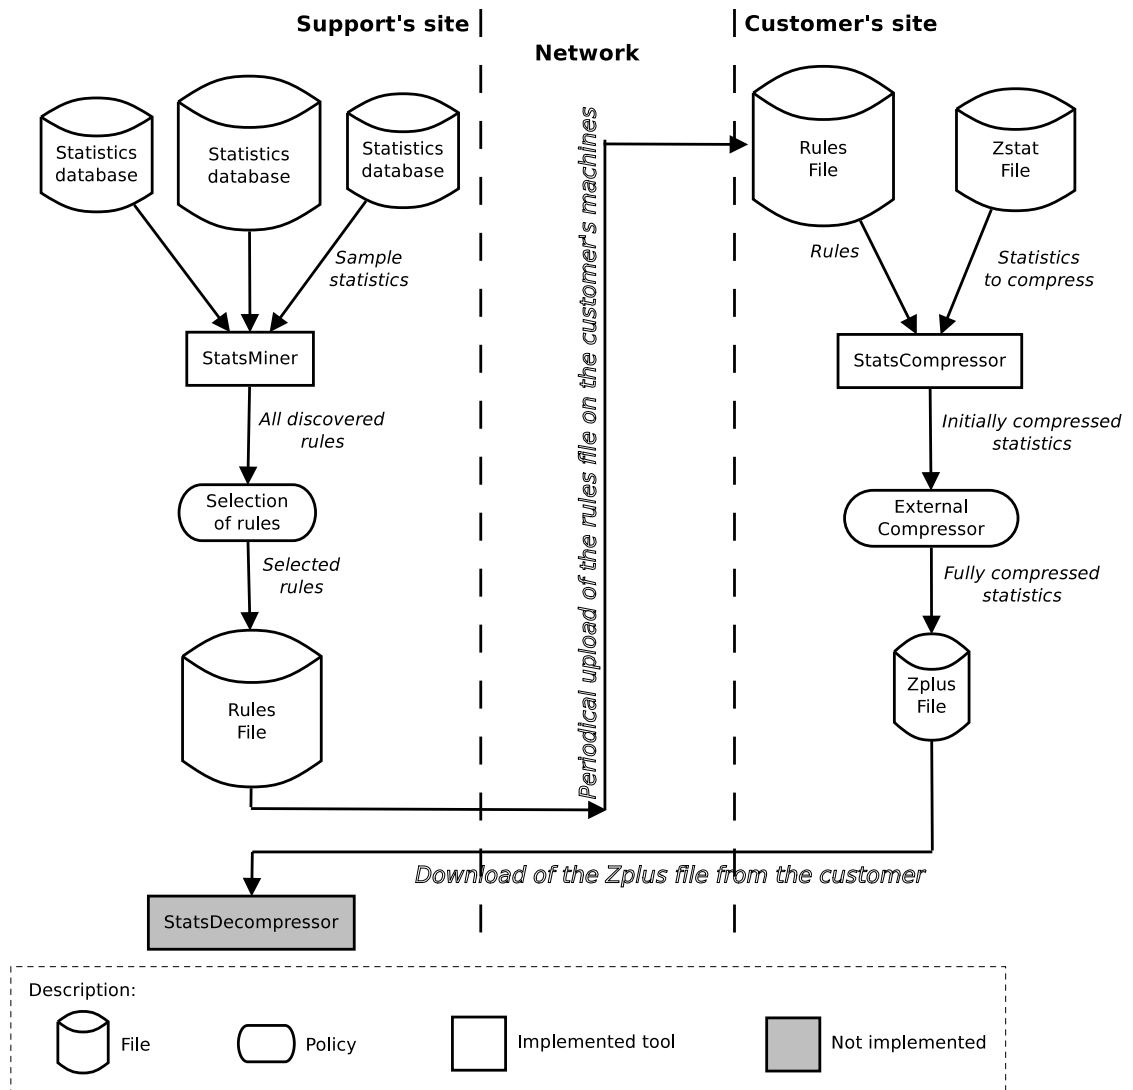 Support's site
Customer's site
Network
Statistics
database
Statistics
database
Statistics
database
Sample
statistics
StatsMiner
All discovered
rules
Selection
of rules
Selected
rules
Rules
File
Periodical upload of the rules file on the customer's machines
Rules
File
Zstat
File
Rules
Statistics
to compress
StatsCompressor
Initially compressed
statistics
External
Compressor
Fully compressed
statistics
Zplus
File
Download of the Zplus file from the customer
StatsDecompressor
Description:
File
Policy
Implemented tool
Not implemented